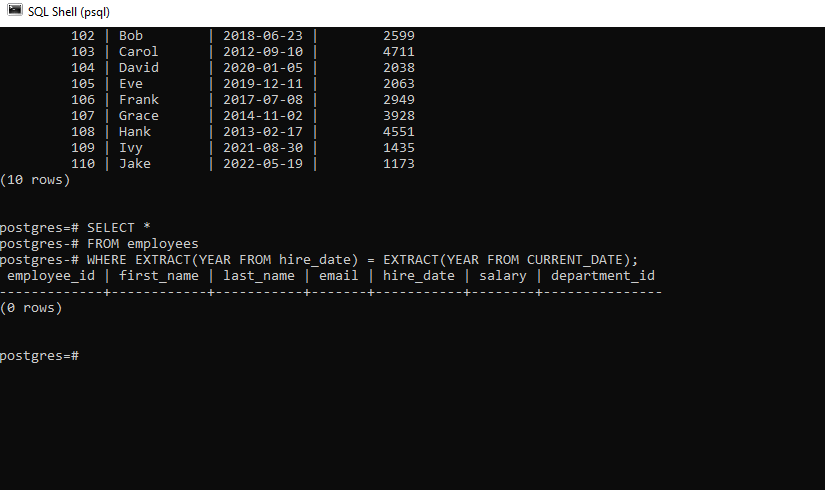 SQL Shell (psql)
         102 | Bob        | 2018-06-23 |        2599
         103 | Carol      | 2012-09-10 |        4711
         104 | David      | 2020-01-05 |        2038
         105 | Eve        | 2019-12-11 |        2063
         106 | Frank      | 2017-07-08 |        2949
         107 | Grace      | 2014-11-02 |        3928
         108 | Hank       | 2013-02-17 |        4551
         109 | Ivy        | 2021-08-30 |        1435
         110 | Jake       | 2022-05-19 |        1173
(10 rows)
postgres=# SELECT *
postgres-# FROM employees
postgres-# WHERE EXTRACT(YEAR FROM hire_date) = EXTRACT(YEAR FROM CURRENT_DATE);
 employee_id | first_name | last_name | email | hire_date | salary | department_id
-------------+------------+-----------+-------+-----------+--------+---------------
(0 rows)
postgres=#